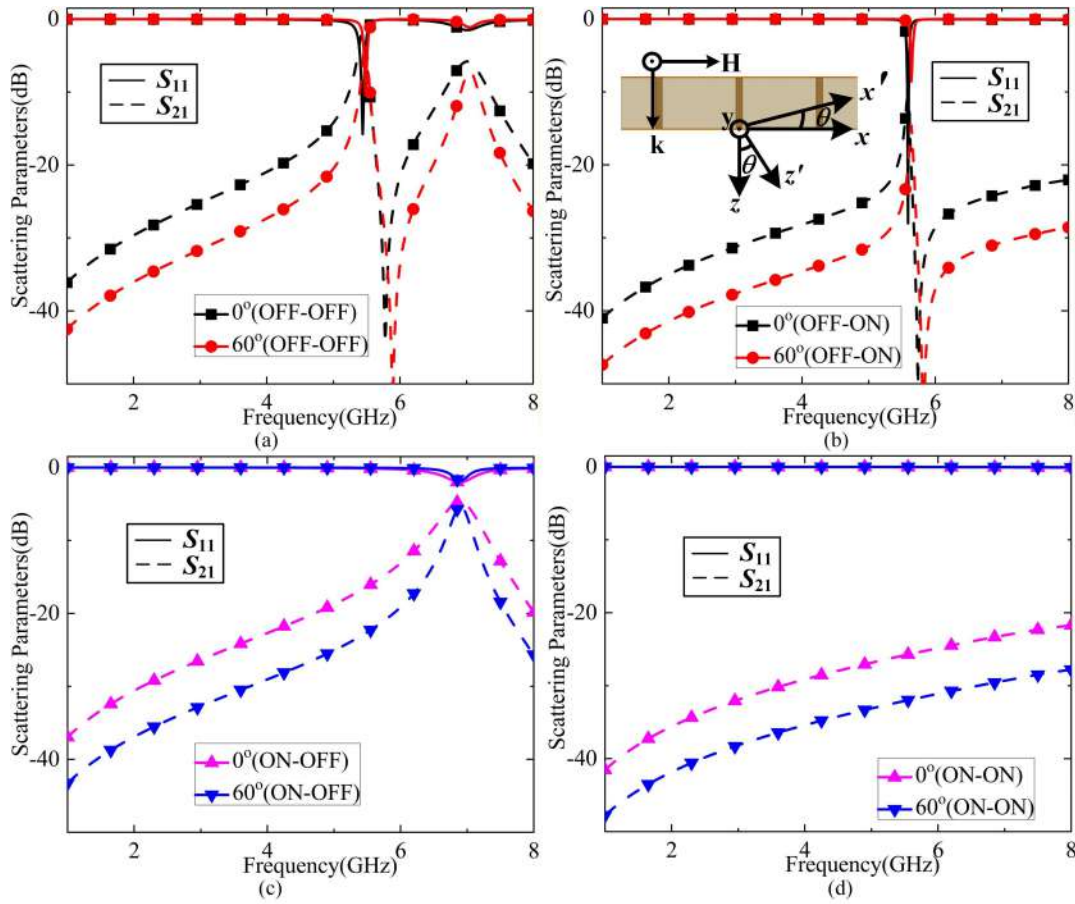 0
-20
-40
Scattering Parameters(dB)
S11
S21
0°(OFF-OFF)
60°(OFF-OFF)
2
4
6
8
Frequency(GHz)
(a)
0
-20
-40
Scattering Parameters(dB)
H
k
y
x'
θ
x
θ
z'
z
S11
S21
0°(OFF-ON)
60°(OFF-ON)
2
4
6
8
Frequency(GHz)
(b)
0
-20
-40
Scattering Parameters(dB)
S11
S21
0°(ON-OFF)
60°(ON-OFF)
2
4
6
8
Frequency(GHz)
(c)
0
-20
-40
Scattering Parameters(dB)
S11
S21
0°(ON-ON)
60°(ON-ON)
2
4
6
8
Frequency(GHz)
(d)